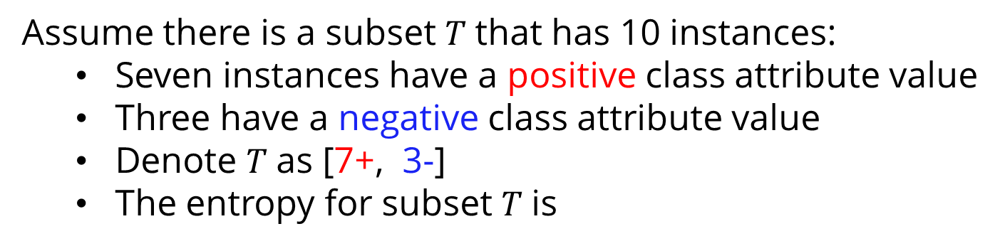 Assume there is a subset T that has 10 instances:
• Seven instances have a positive class attribute value
• Three have a negative class attribute value
• Denote T as [7+, 3-]
• The entropy for subset T is